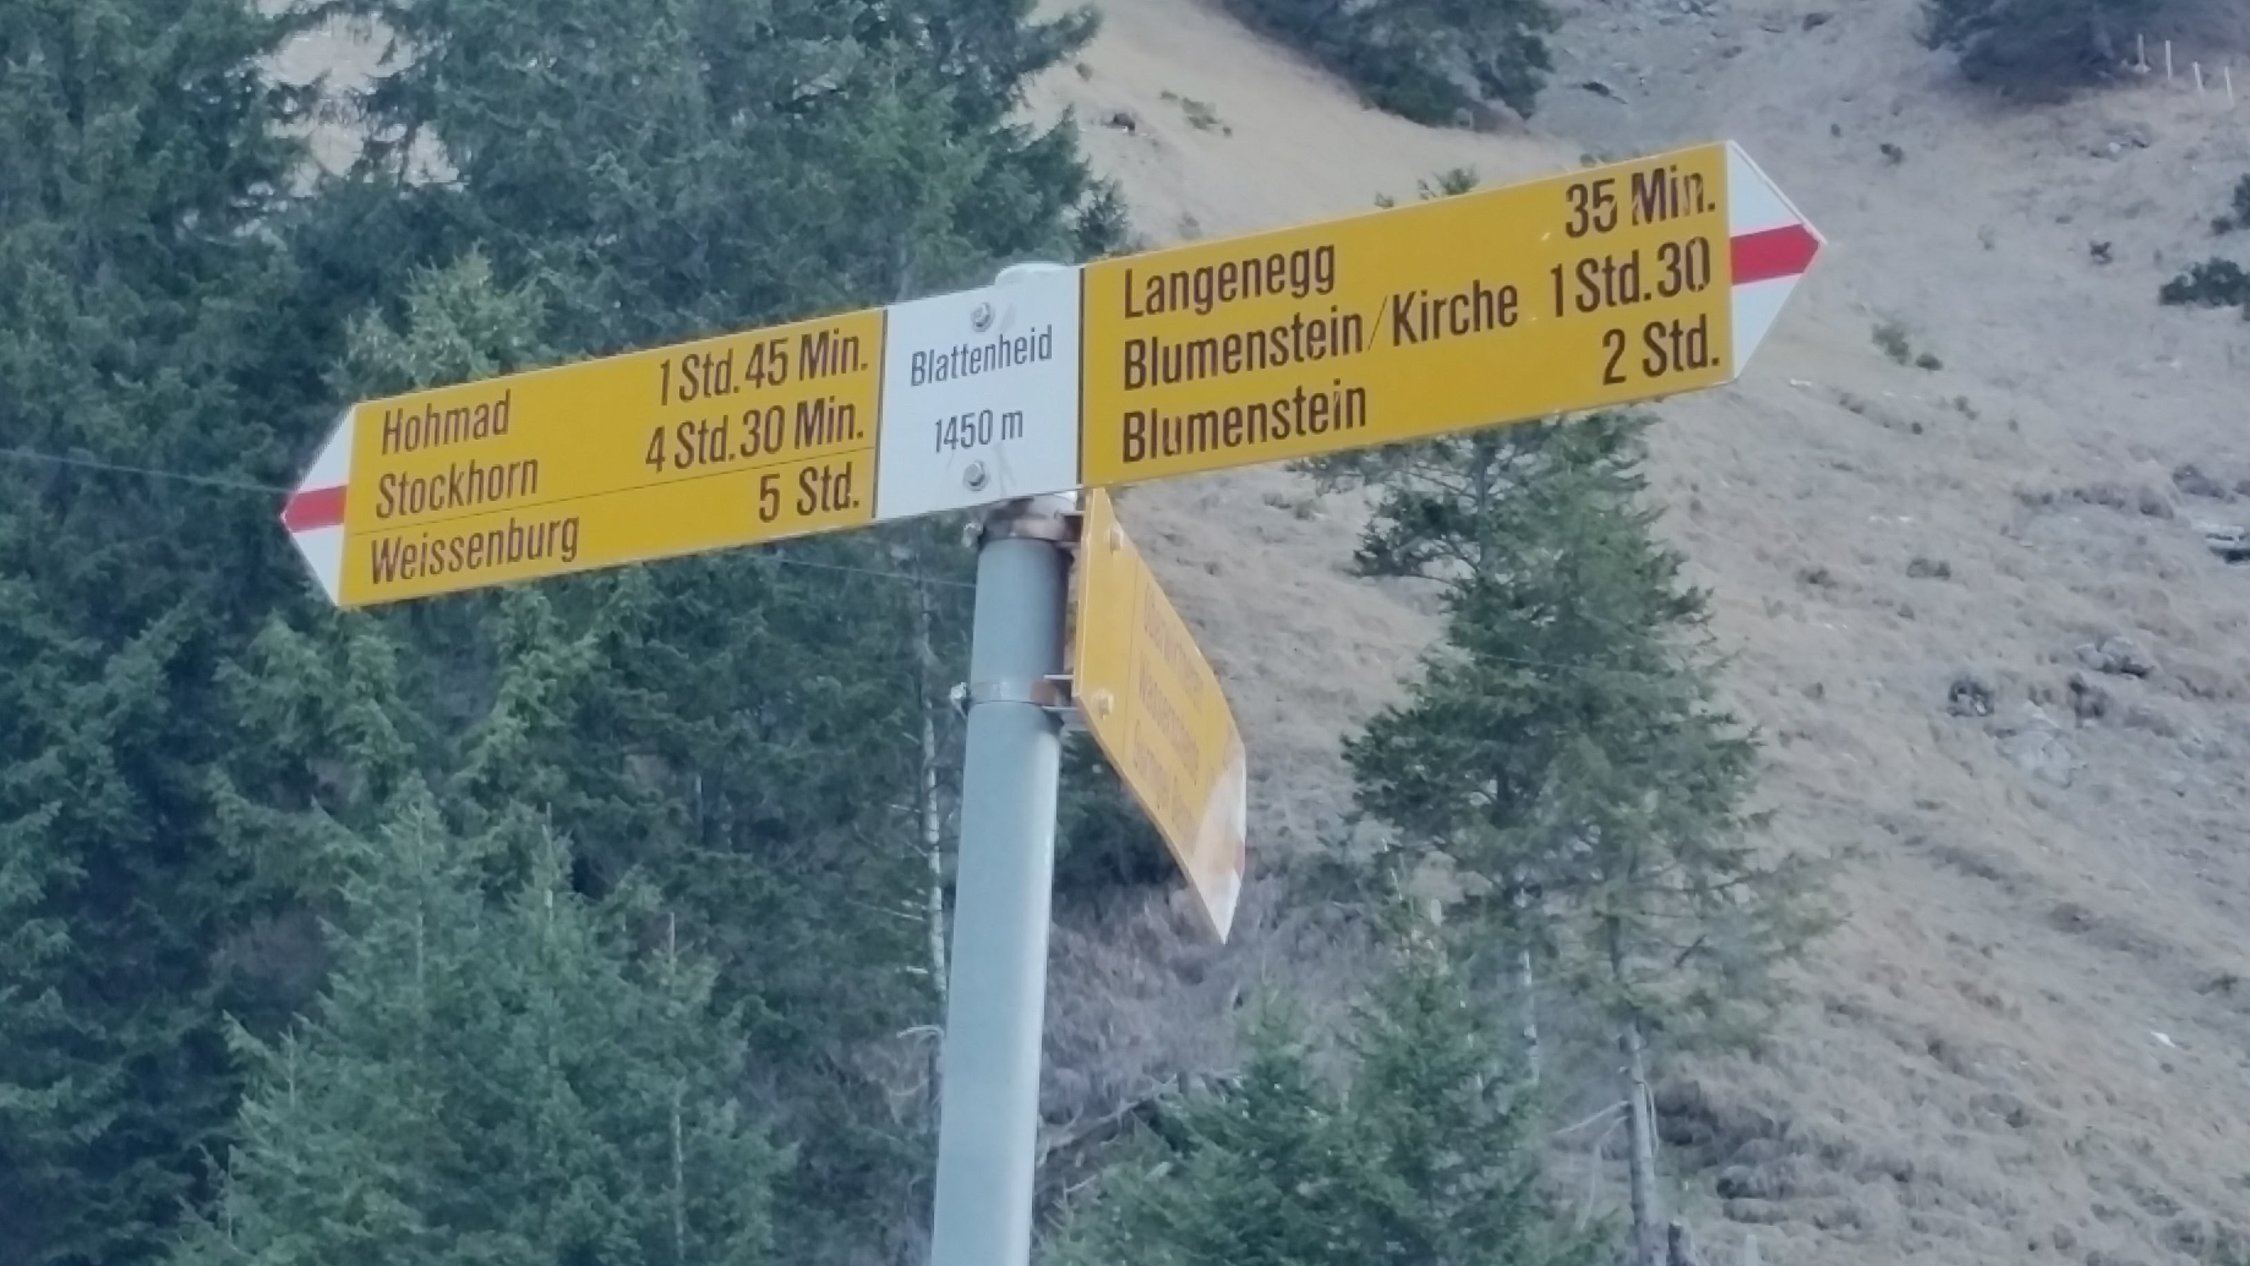 Hohmad 1 Std. 45 Min.
Stockhorn 4 Std. 30 Min.
Weissenburg 5 Std.
Blattenheid
1450 m
Langenegg 35 Min.
Blumenstein/Kirche 1 Std. 30
Blumenstein 2 Std.